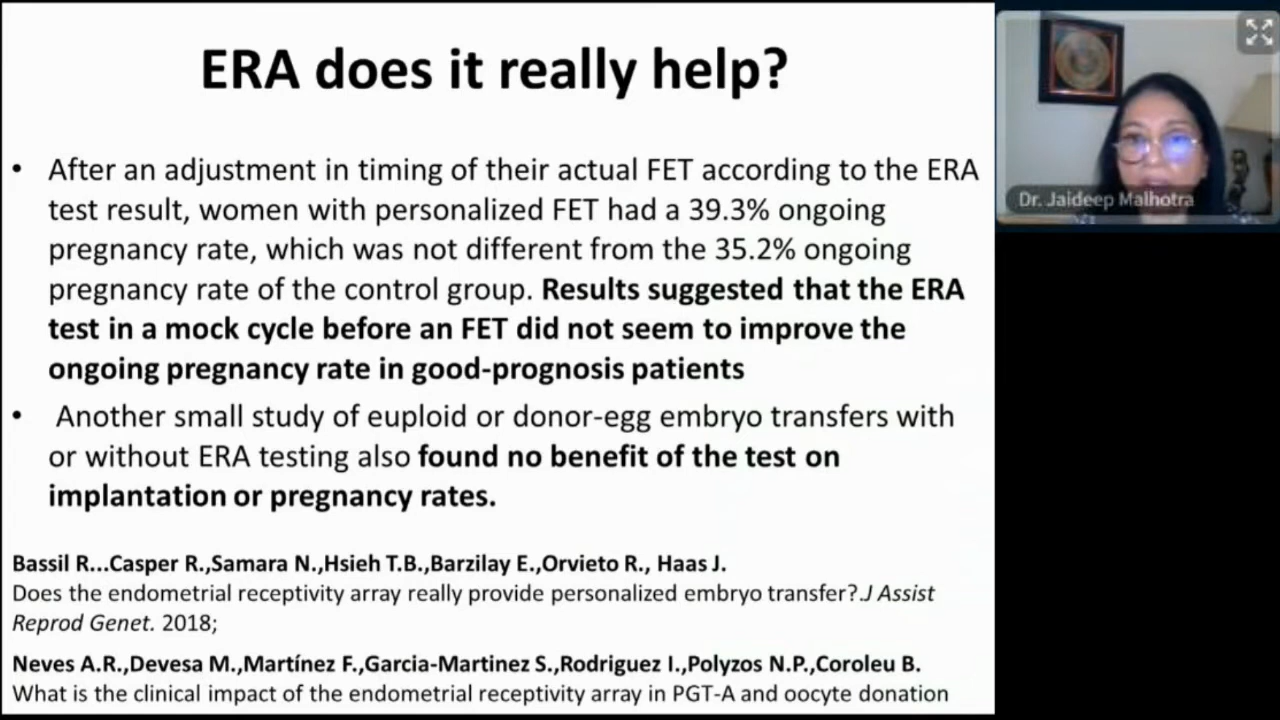 ERA does it really help?
• After an adjustment in timing of their actual FET according to the ERA
test result, women with personalized FET had a 39.3% ongoing
pregnancy rate, which was not different from the 35.2% ongoing
pregnancy rate of the control group. Results suggested that the ERA
test in a mock cycle before an FET did not seem to improve the
ongoing pregnancy rate in good-prognosis patients
• Another small study of euploid or donor-egg embryo transfers with
or without ERA testing also found no benefit of the test on
implantation or pregnancy rates.
Bassil R...Casper R.,Samara N.,Hsieh T.B.,Barzilay E.,Orvieto R., Haas J.
Does the endometrial receptivity array really provide personalized embryo transfer?.J Assist
Reprod Genet. 2018;
Neves A.R.,Devesa M.,Martínez F.,Garcia-Martinez S.,Rodriguez I.,Polyzos N.P.,Coroleu B.
What is the clinical impact of the endometrial receptivity array in PGT-A and oocyte donation
Dr. Jaideep Malhotra